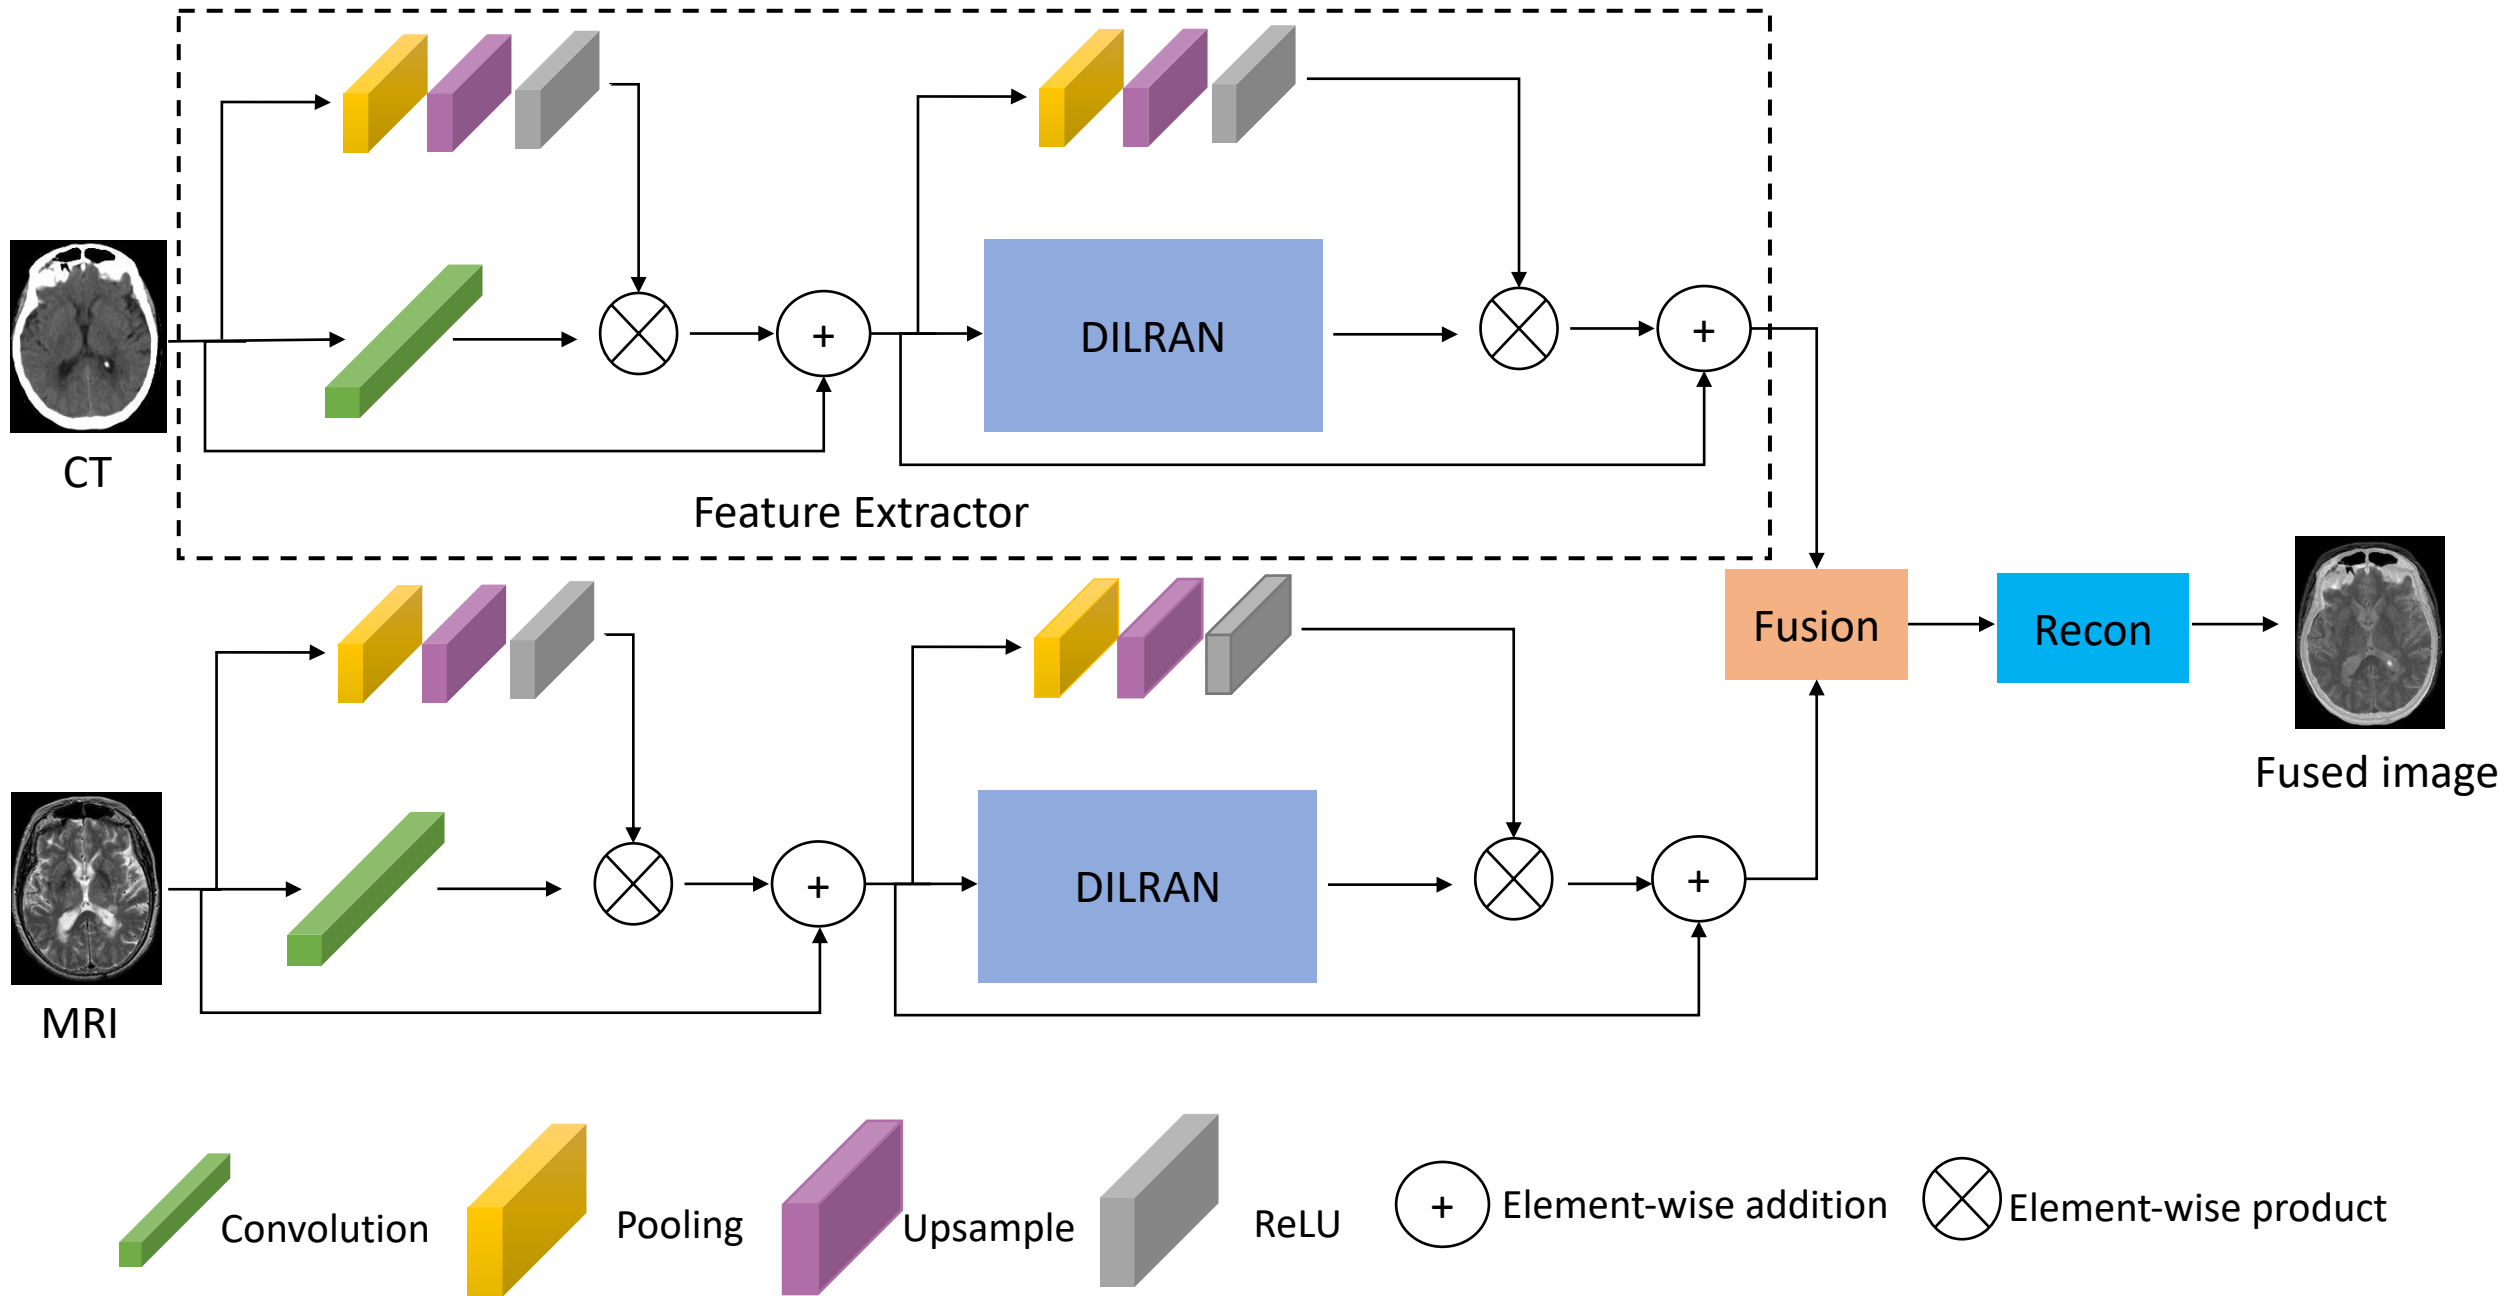 DILRAN
+
+
CT
Feature Extractor
Fusion
Recon
Fused image
DILRAN
+
+
MRI
Convolution
Pooling
Upsample
ReLU
+
Element-wise addition
Element-wise product